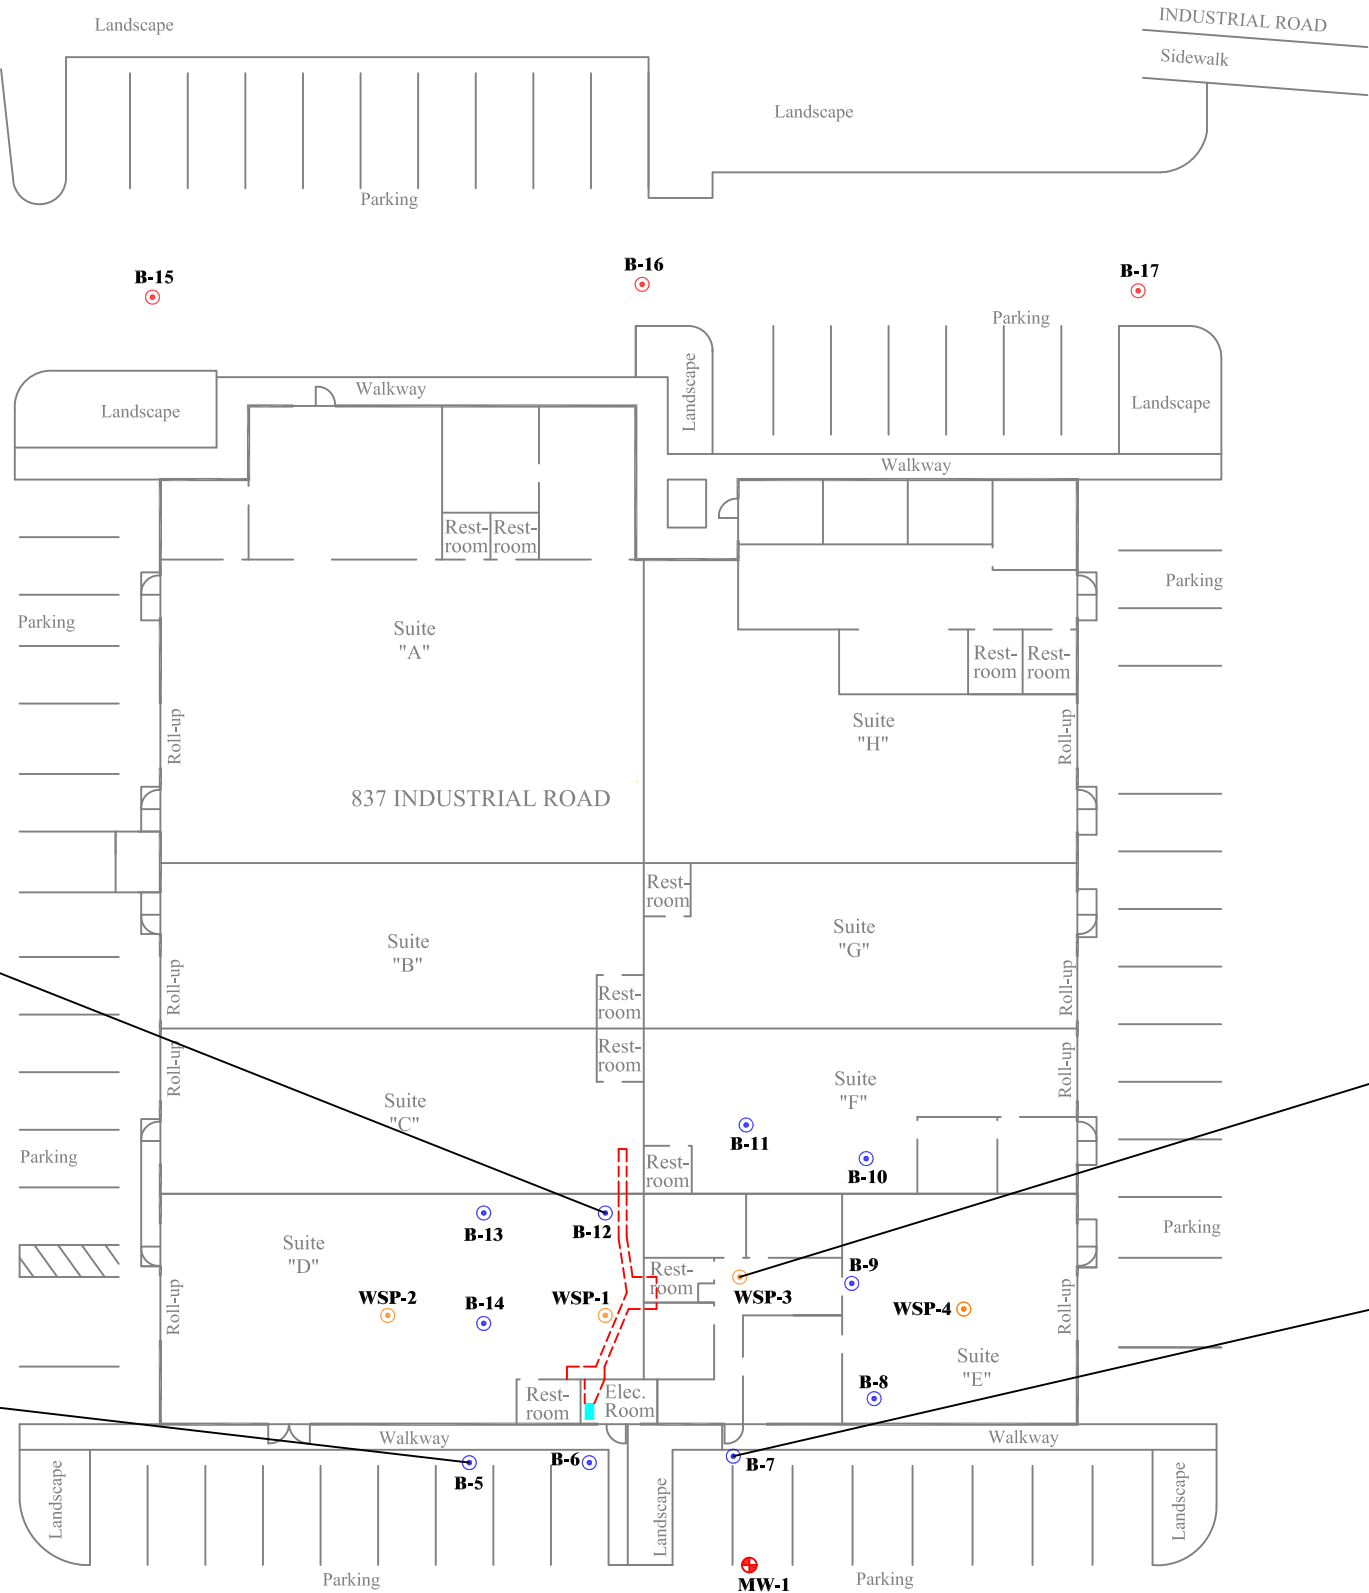 INDUSTRIAL ROAD
Landscape
Sidewalk
Landscape
Parking
B-15
B-16
B-17
Parking
Landscape
Walkway
Landscape
Landscape
Walkway
Rest-
room
Rest-
room
Parking
Parking
Suite
"A"
Rest-
room
Rest-
room
Roll-up
Suite
"H"
Roll-up
837 INDUSTRIAL ROAD
Rest-
room
Suite
"B"
Suite
"G"
Roll-up
Rest-
room
Roll-up
Roll-up
Rest-
room
Roll-up
Suite
"C"
Suite
"F"
B-11
Parking
Rest-
room
B-10
B-13
B-12
Parking
Suite
"D"
Rest-
room
B-9
WSP-3
Roll-up
WSP-2
B-14
WSP-1
WSP-4
Roll-up
Suite
"E"
Rest-
room
Elec.
Room
B-8
Walkway
Walkway
B-5
B-6
B-7
Landscape
Landscape
Landscape
Parking
MW-1
Parking